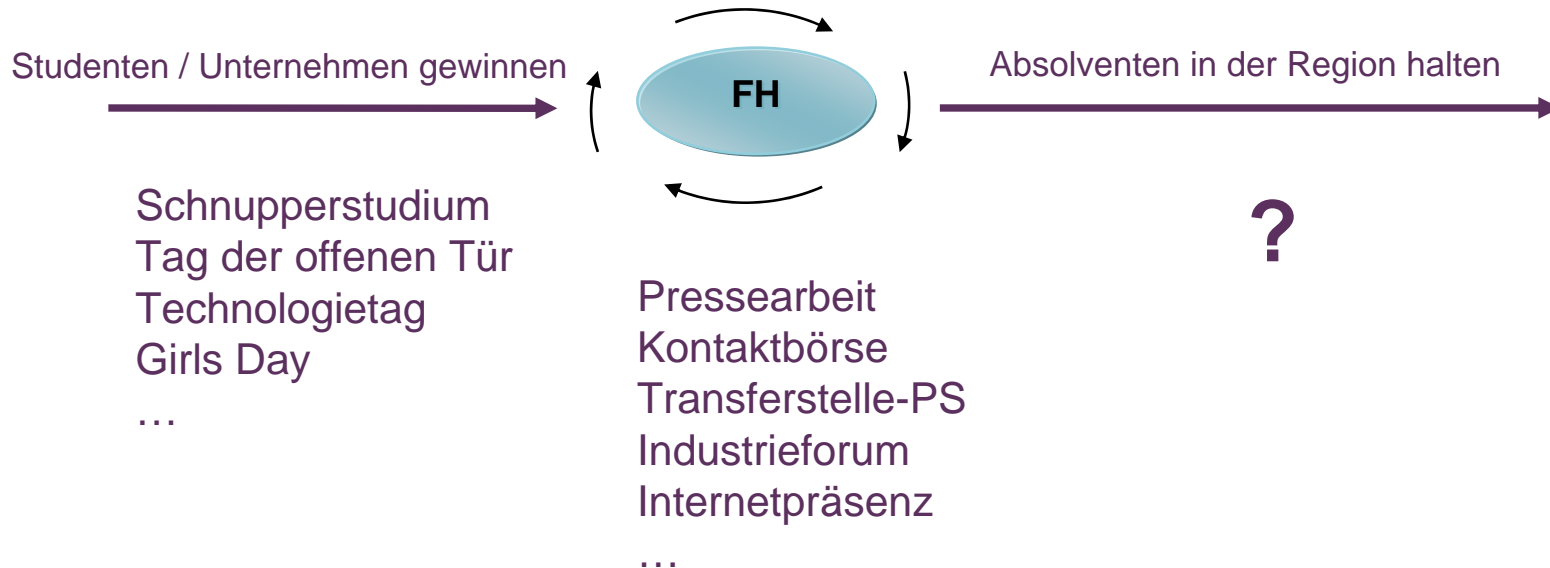 Studenten / Unternehmen gewinnen
FH
Absolventen in der Region halten
Schnupperstudium
Tag der offenen Tür
Technologietag
Girls Day
…
Pressearbeit
Kontaktbörse
Transferstelle-PS
Industrieforum
Internetpräsenz
…
?